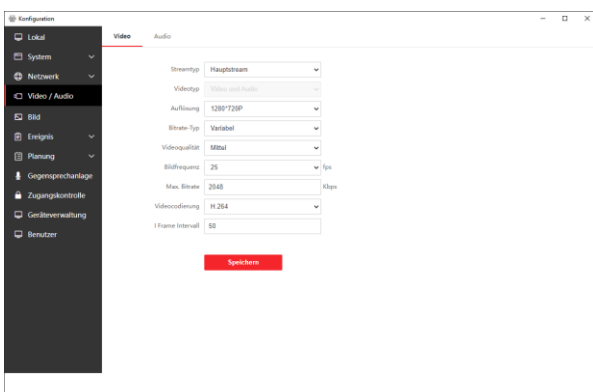 Konfiguration
Lokal
System
Netzwerk
Video / Audio
Bild
Ereignis
Planung
Gegensprechanlage
Zugangskontrolle
Geräteverwaltung
Benutzer
Video Audio
Streamtyp Hauptstream
Videotyp Video und Audio
Auflösung 1280*720P
Bitrate-Typ Variabel
Videoqualität Mittel
Bildfrequenz 25 fps
Max. Bitrate 2048 Kbps
Videocodierung H.264
I Frame Intervall 50
Speichern